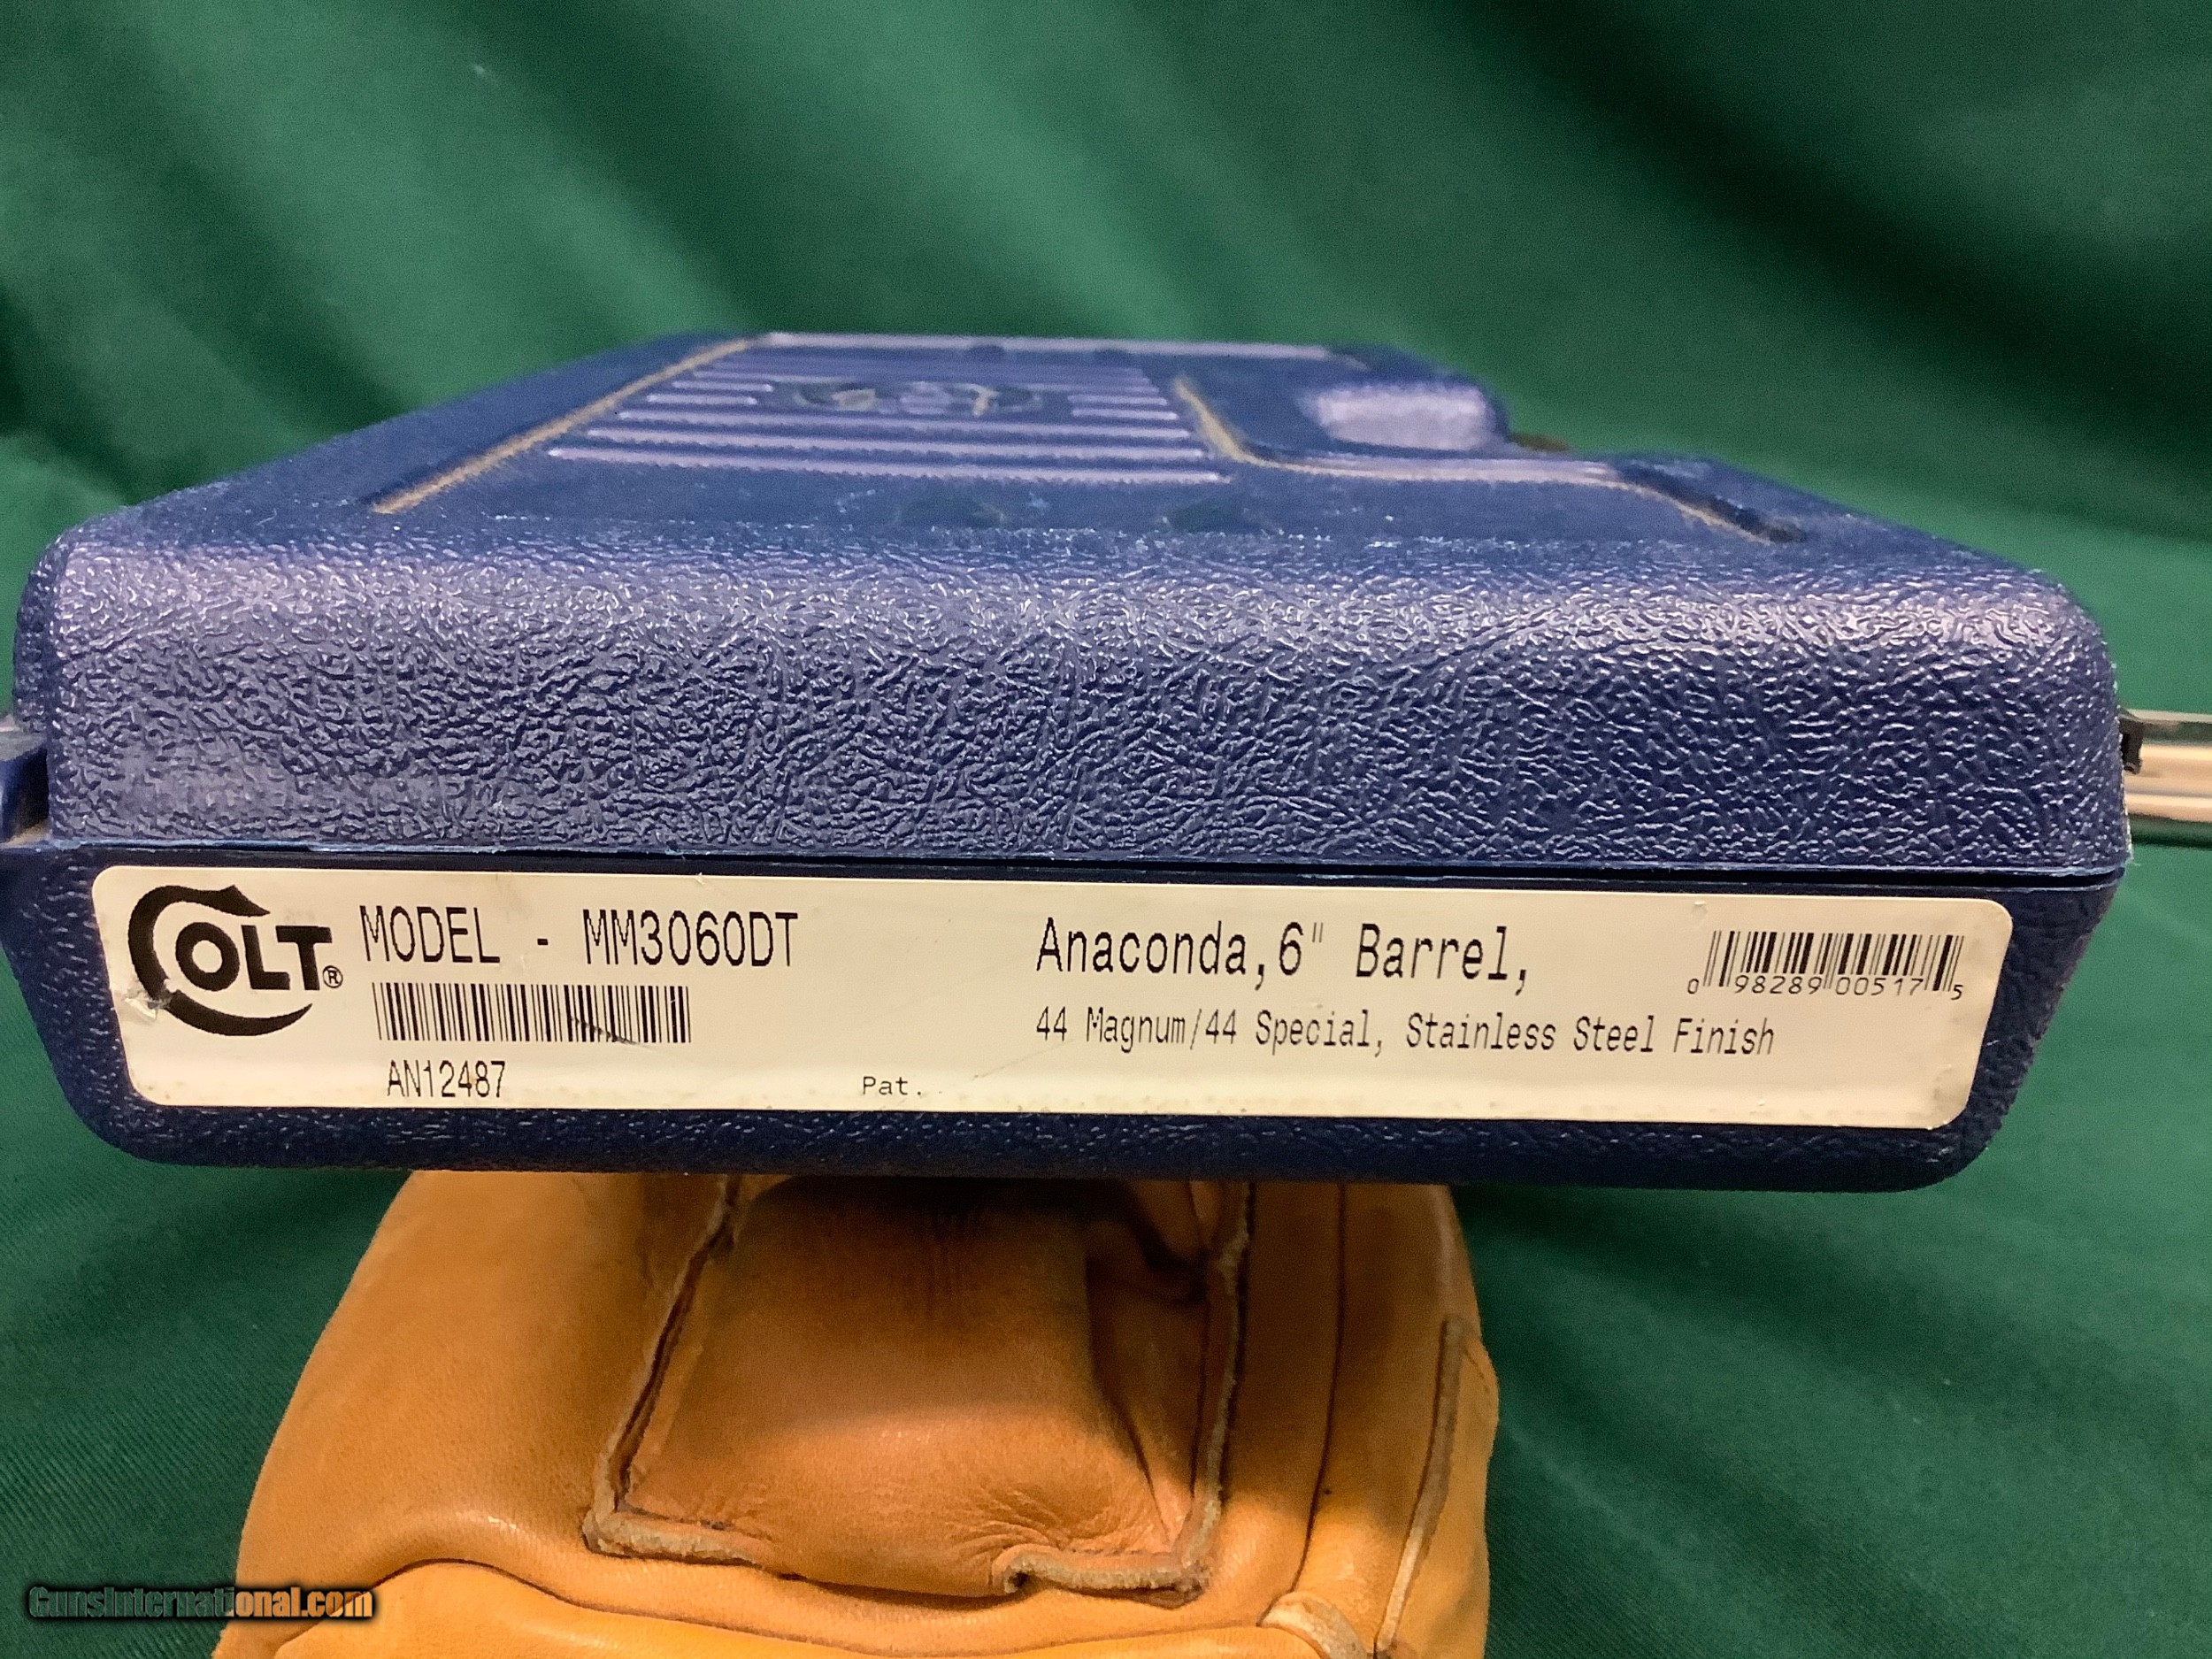 COLT® MODEL - MM3060DT
AN12487
Pat.
Anaconda, 6" Barrel,
44 Magnum/44 Special, Stainless Steel Finish
0 98289 00517 5
GunsInternational.com